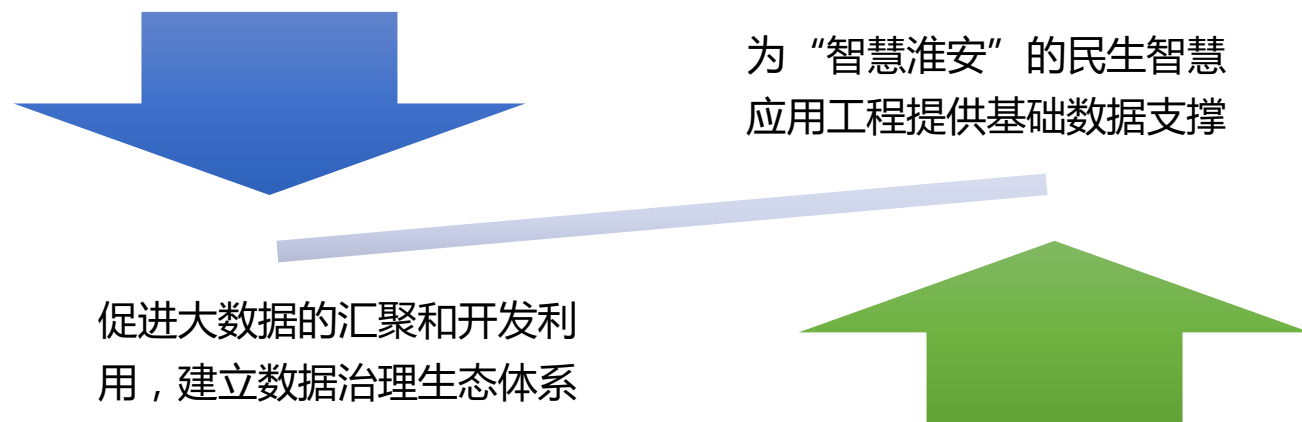 为“智慧淮安”的民生智慧
应用工程提供基础数据支撑
促进大数据的汇聚和开发利
用，建立数据治理生态体系